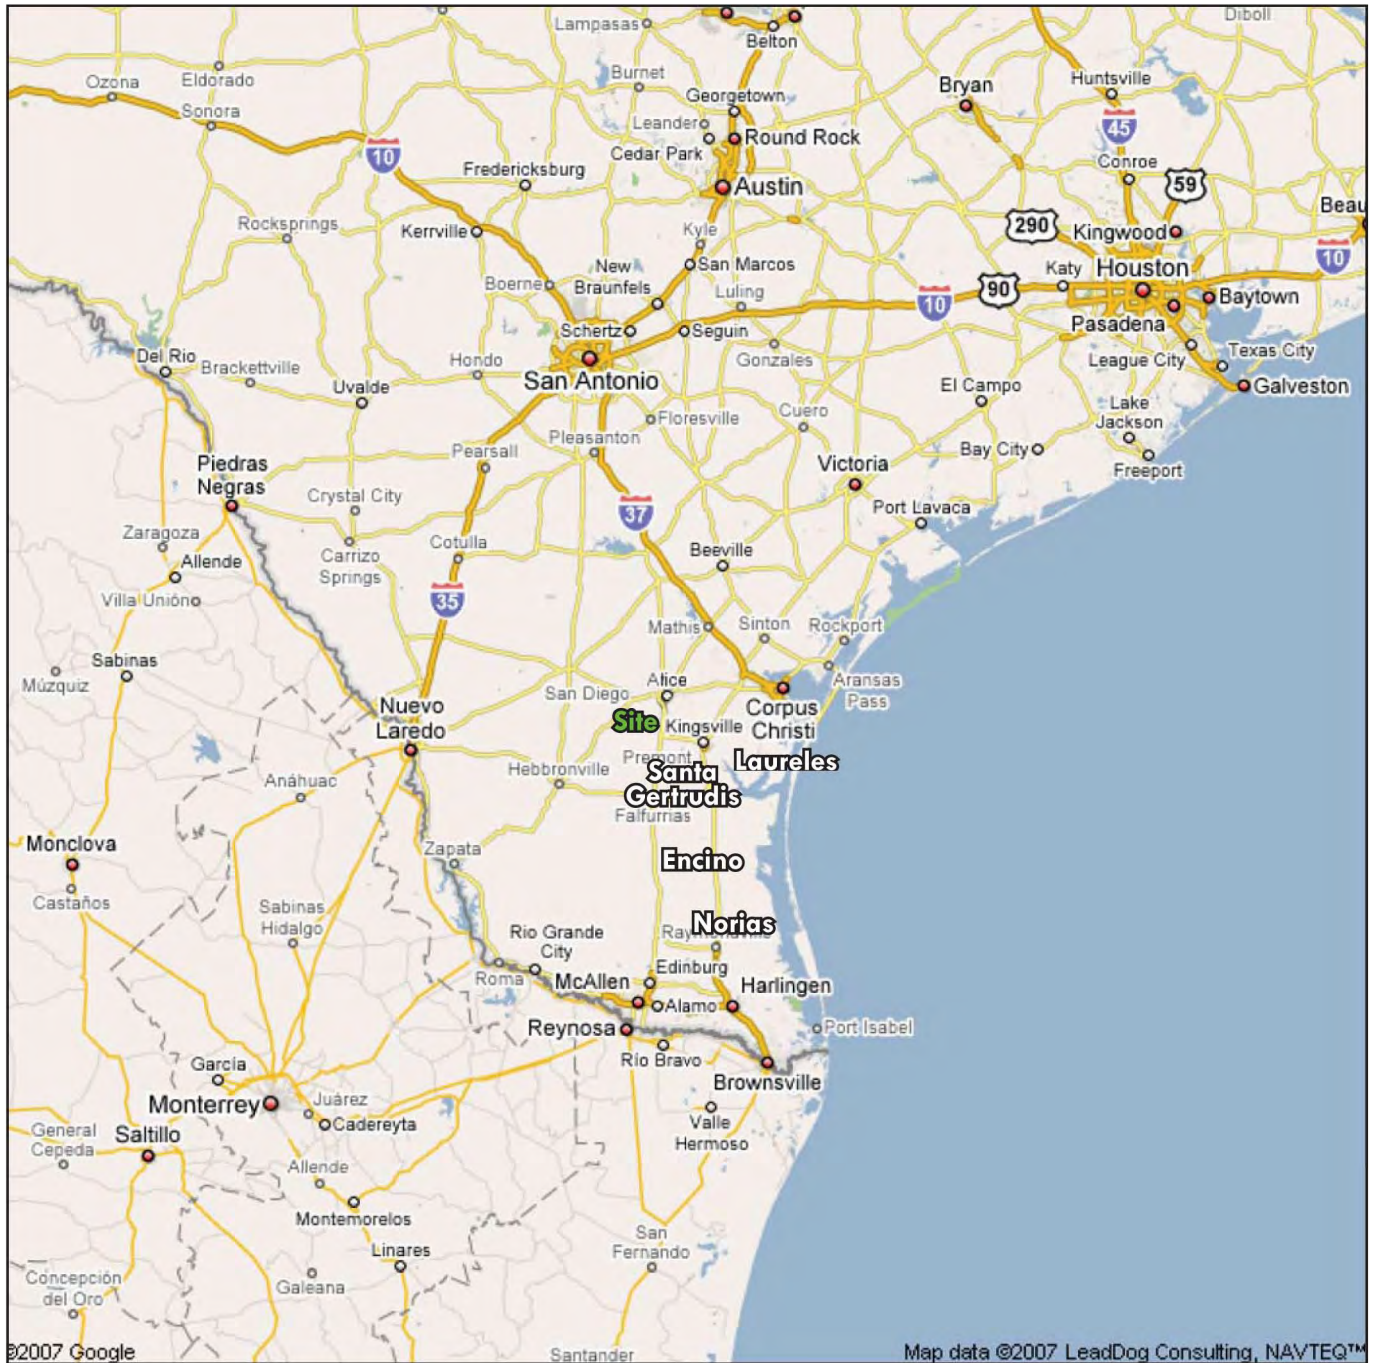 Lampasas
Belton
Diboll
Ozona
Eldorado
Burnet
Huntsville
Bryan
Georgetown
Sonora
Leander
45
Round Rock
10
Cedar Park
Conroe
Fredericksburg
59
Austin
Beau
Rocksprings
Kerrville
Kyle
290
Kingwood
10
San Marcos
New
Braunfels
Katy
Houston
Boerne
Luling
10
90
Baytown
Schertz
Seguin
Pasadena
Del Rio
Brackettville
Hondo
Gonzales
League City
Texas City
San Antonio
Uvalde
El Campo
Galveston
Floresville
Cuero
Lake
Jackson
Pleasanton
Pearsall
Bay City
Freeport
Piedras
Negras
Victoria
Crystal City
37
Port Lavaca
Zaragoza
Cotulla
Beeville
Allende
Carrizo
Springs
Villa Unión
35
Mathis
Sinton
Rockport
Sabinas
Múzquiz
San Diego
Alice
Aransas
Pass
Nuevo
Laredo
Corpus
Christi
Site
Kingsville
Premont
Laureles
Hebbronville
Santa
Gertrudis
Anáhuac
Falfurrias
Monclova
Zapata
Encino
Castaños
Sabinas
Hidalgo
Norias
Rio Grande
City
Raymondville
Roma
McAllen
Edinburg
Harlingen
Alamo
Reynosa
Port Isabel
García
Río Bravo
Brownsville
Monterrey
Juárez
Cadereyta
Valle
Hermoso
General
Cepeda
Saltillo
Allende
Montemorelos
San
Fernando
Linares
Concepción
del Oro
Galeana
©2007 Google
Santander
Map data ©2007 LeadDog Consulting, NAVTEQ™